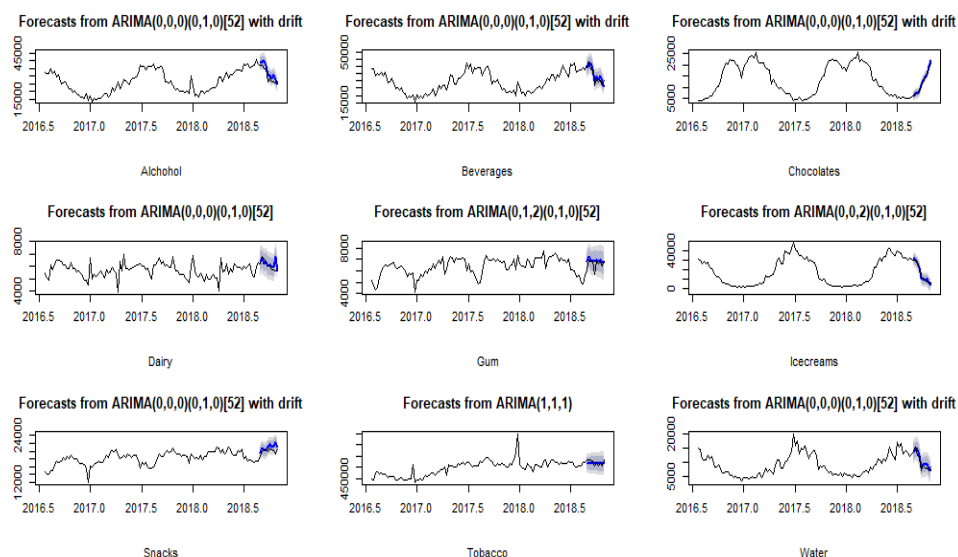 Forecasts from ARIMA(0,0,0)(0,1,0)[52] with drift
45000
15000
2016.5 2017.0 2017.5 2018.0 2018.5
Alchohol
Forecasts from ARIMA(0,0,0)(0,1,0)[52] with drift
50000
15000
2016.5 2017.0 2017.5 2018.0 2018.5
Beverages
Forecasts from ARIMA(0,0,0)(0,1,0)[52] with drift
25000
5000
2016.5 2017.0 2017.5 2018.0 2018.5
Chocolates
Forecasts from ARIMA(0,0,0)(0,1,0)[52]
8000
4000
2016.5 2017.0 2017.5 2018.0 2018.5
Dairy
Forecasts from ARIMA(0,1,2)(0,1,0)[52]
8000
4000
2016.5 2017.0 2017.5 2018.0 2018.5
Gum
Forecasts from ARIMA(0,0,2)(0,1,0)[52]
4000
0
2016.5 2017.0 2017.5 2018.0 2018.5
Icecreams
Forecasts from ARIMA(0,0,0)(0,1,0)[52] with drift
240000
120000
2016.5 2017.0 2017.5 2018.0 2018.5
Snacks
Forecasts from ARIMA(1,1,1)
450000
2016.5 2017.0 2017.5 2018.0 2018.5
Tobacco
Forecasts from ARIMA(0,0,0)(0,1,0)[52] with drift
20000
5000
2016.5 2017.0 2017.5 2018.0 2018.5
Water